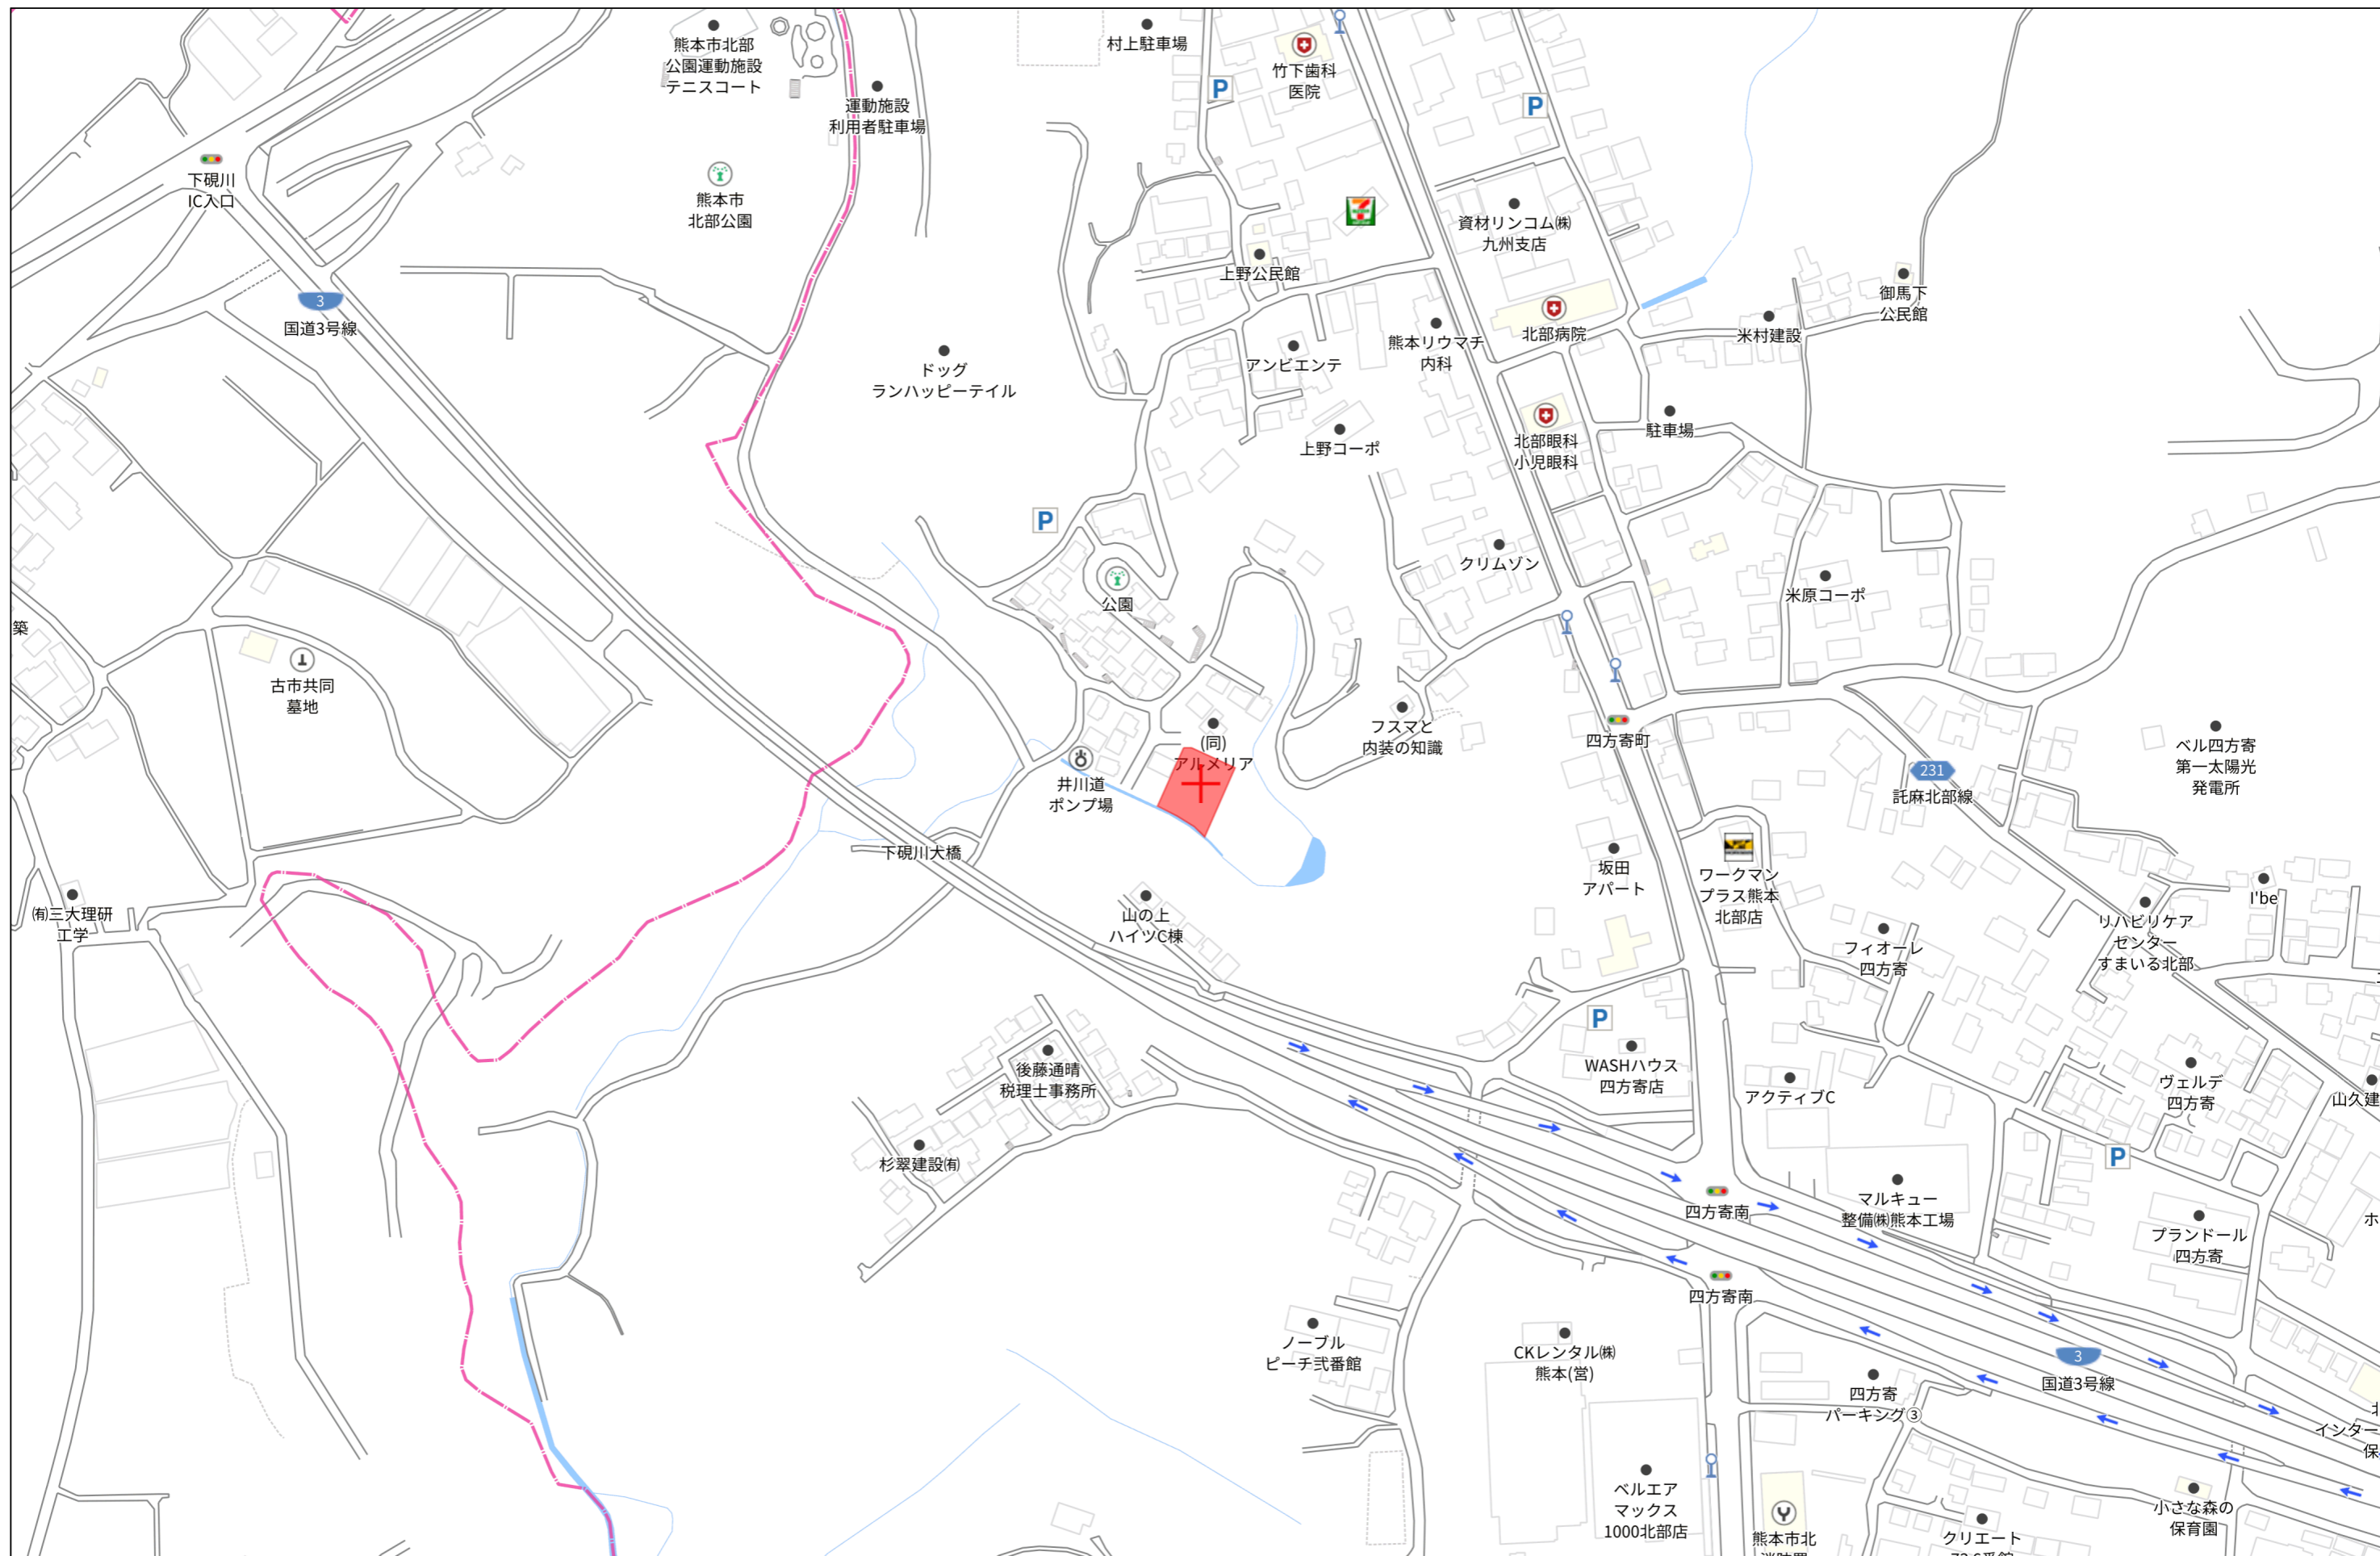 熊本市北部
公園運動施設
テニスコート
運動施設
利用者駐車場
村上駐車場
竹下歯科
医院
P
P
下硯川
IC入口
熊本市
北部公園
資材リンコム㈱
九州支店
上野公民館
3
国道3号線
御馬下
公民館
北部病院
米村建設
熊本リウマチ
内科
アンビエンテ
ドッグ
ランハッピーテイル
上野コーポ
駐車場
北部眼科
小児眼科
P
クリムゾン
公園
米原コーポ
築
古市共同
墓地
(同)
アルメリア
フスマと
内装の知識
四方寄町
ベル四方寄
第一太陽光
発電所
231
託麻北部線
井川道
ポンプ場
下硯川大橋
坂田
アパート
ワークマン
プラス熊本
北部店
I'be
㈲三大理研
工学
山の上
ハイツC棟
リハビリケア
センター
すまいる北部
フィオーレ
四方寄
P
WASHハウス
四方寄店
後藤通晴
税理士事務所
アクティブC
ヴェルデ
四方寄
山久建
杉翠建設㈲
P
四方寄南
マルキュー
整備㈱熊本工場
ホ
ブランドール
四方寄
四方寄南
ノーブル
ピーチ弐番館
CKレンタル㈱
熊本(営)
3
国道3号線
四方寄
パーキング③
北
インター
保
ベルエア
マックス
1000北部店
熊本市北
クリエート
小さな森の
保育園